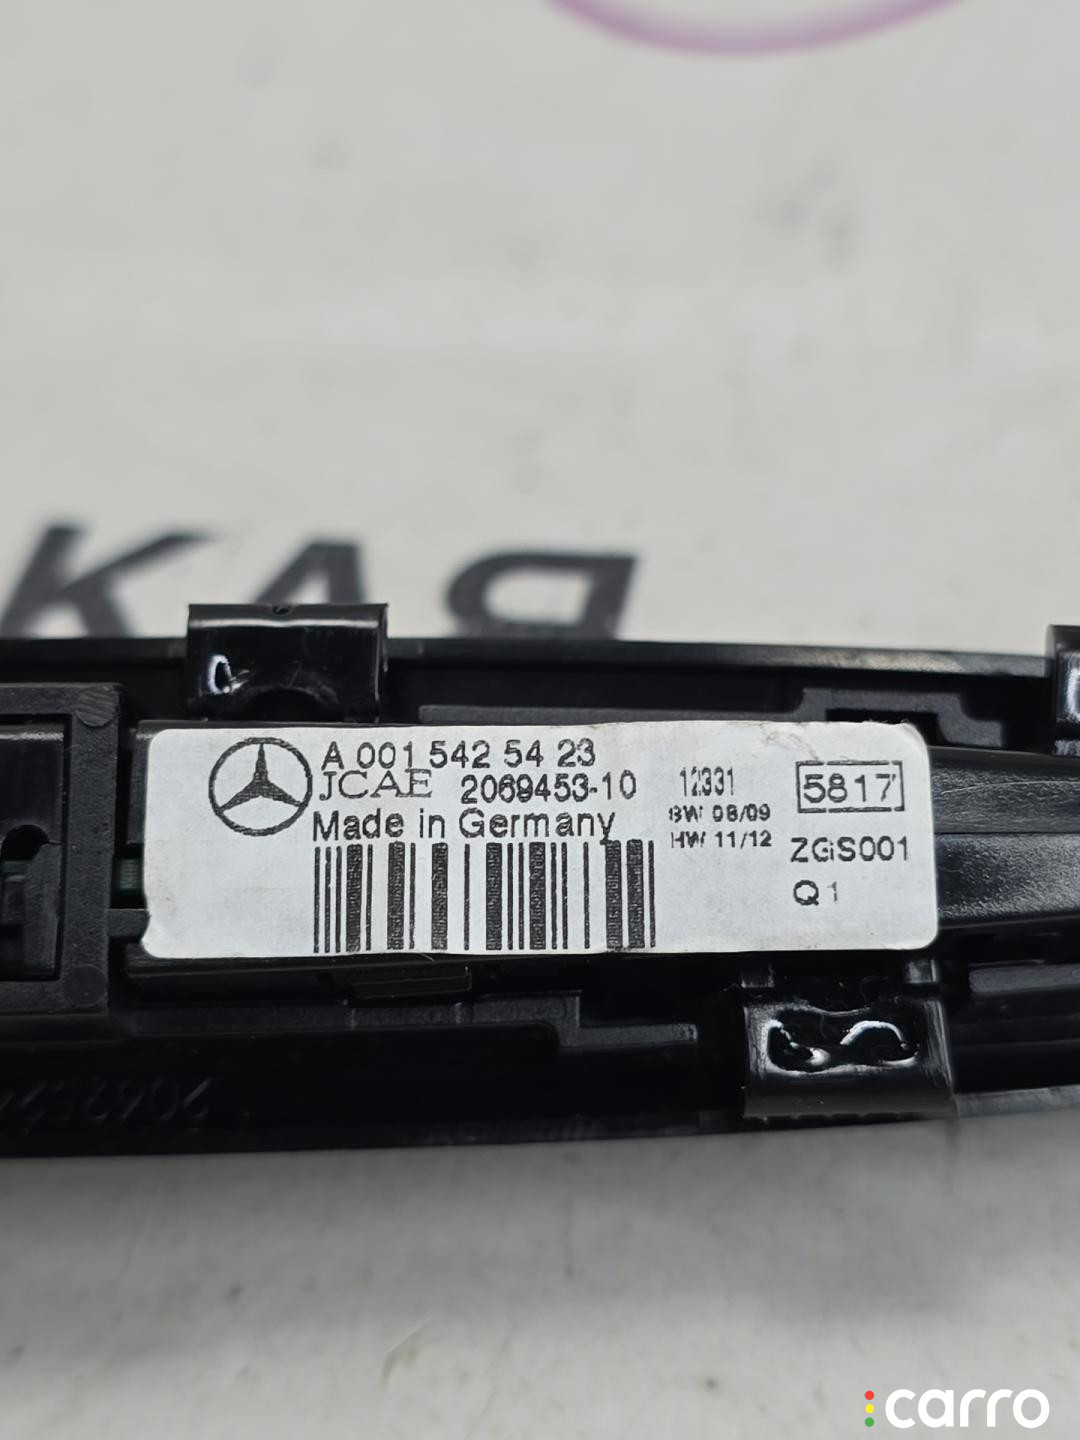 КАЯ
A 001 542 54 23
JCAE 2069453-10
Made in Germany
12331
SW 08/09
HW 11/12
5817
ZGS001
Q1
carro